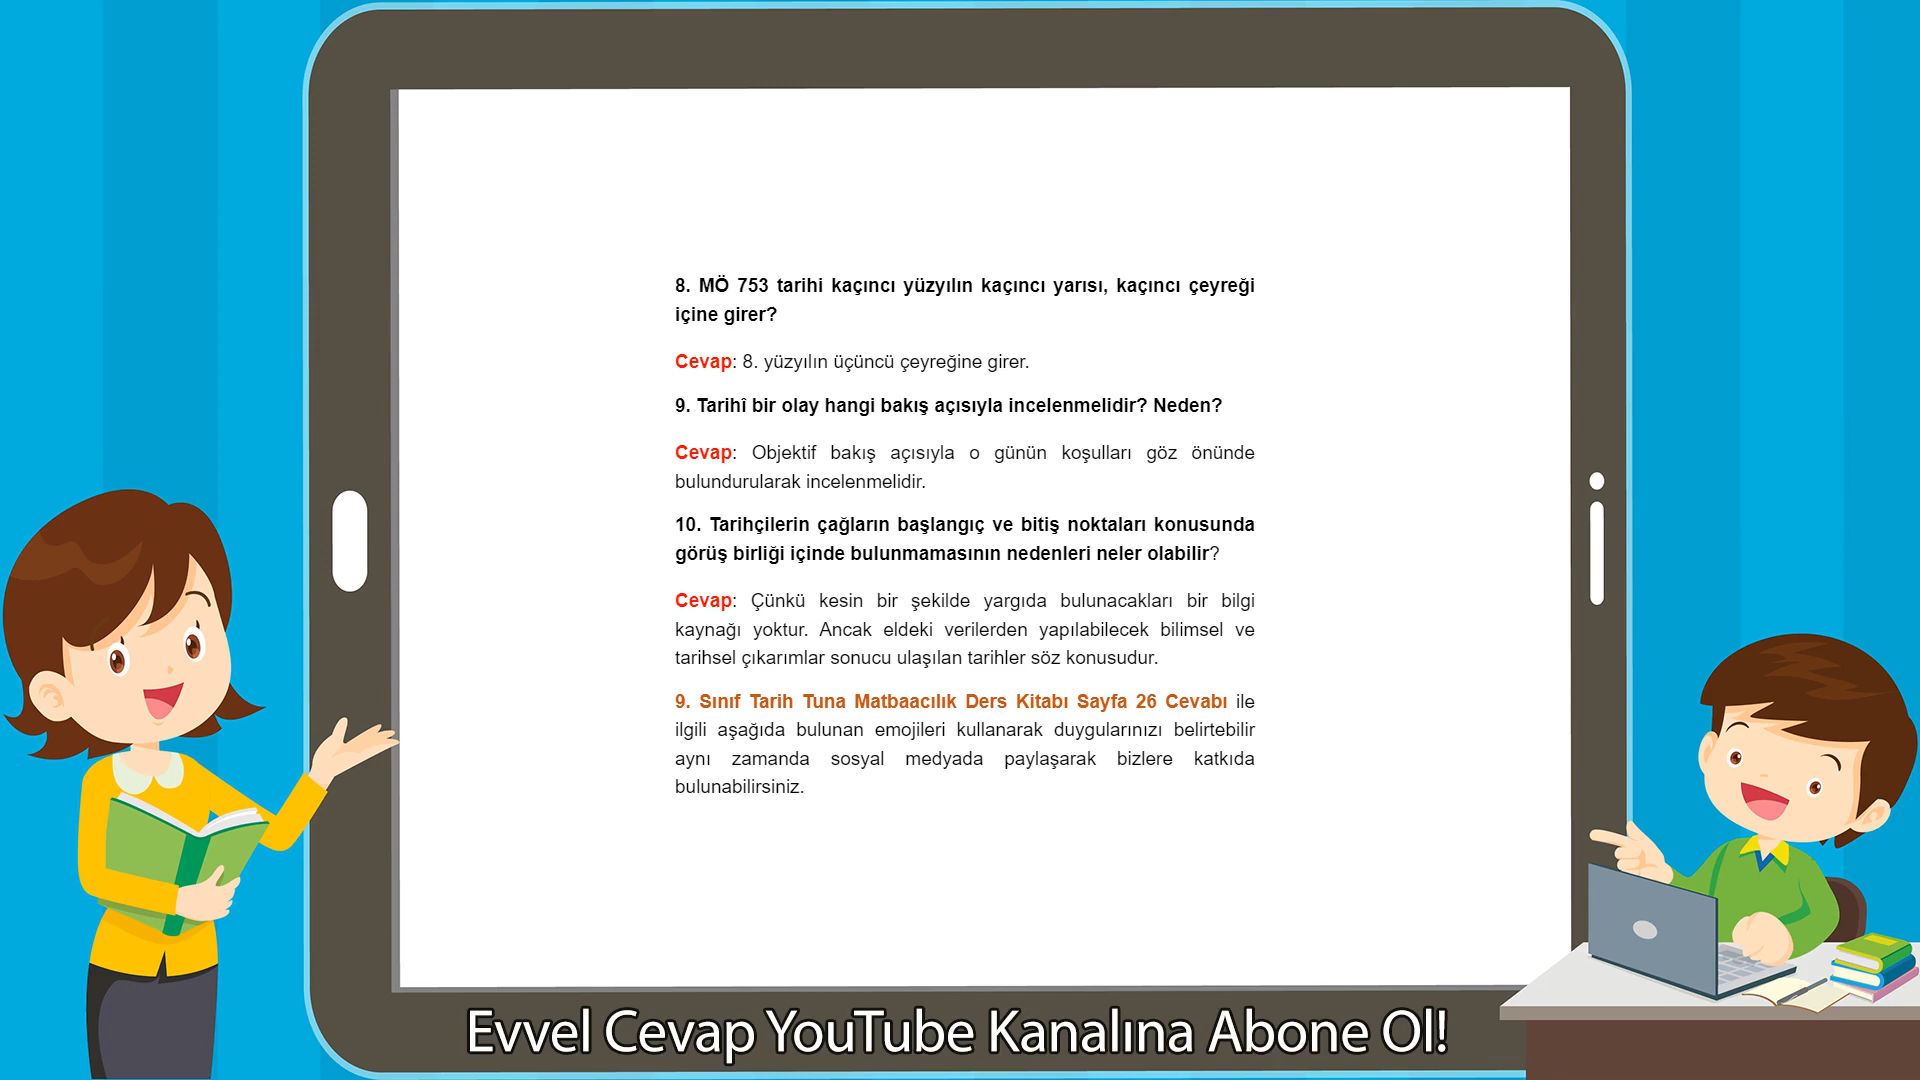 8. MÖ 753 tarihi kaçıncı yüzyılın kaçıncı yarısı, kaçıncı çeyreği
içine girer?
Cevap: 8. yüzyılın üçüncü çeyreğine girer.
9. Tarihî bir olay hangi bakış açısıyla incelenmelidir? Neden?
Cevap: Objektif bakış açısıyla o günün koşulları göz önünde
bulundurularak incelenmelidir.
10. Tarihçilerin çağların başlangıç ve bitiş noktaları konusunda
görüş birliği içinde bulunmamasının nedenleri neler olabilir?
Cevap: Çünkü kesin bir şekilde yargıda bulunacakları bir bilgi
kaynağı yoktur. Ancak eldeki verilerden yapılabilecek bilimsel ve
tarihsel çıkarımlar sonucu ulaşılan tarihler söz konusudur.
9. Sınıf Tarih Tuna Matbaacılık Ders Kitabı Sayfa 26 Cevabı ile
ilgili aşağıda bulunan emojileri kullanarak duygularınızı belirtebilir
aynı zamanda sosyal medyada paylaşarak bizlere katkıda
bulunabilirsiniz.
Evvel Cevap YouTube Kanalına Abone Ol!